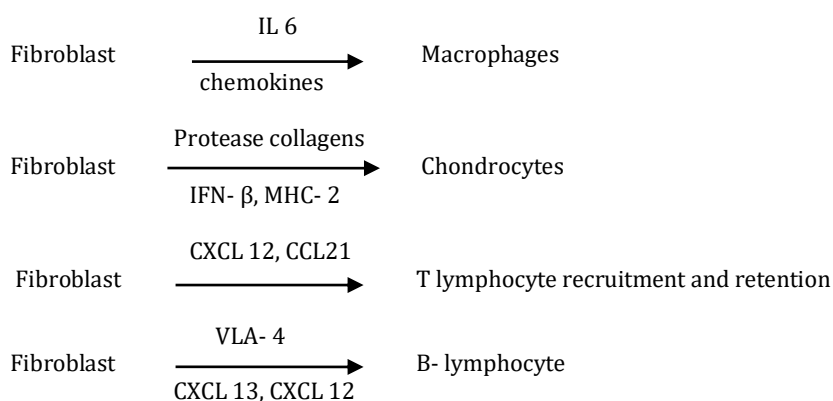 IL 6
Fibroblast Macrophages
chemokines
Protease collagens
Fibroblast Chondrocytes
IFN- β, MHC- 2
CXCL 12, CCL21
Fibroblast T lymphocyte recruitment and retention
VLA- 4
Fibroblast B- lymphocyte
CXCL 13, CXCL 12